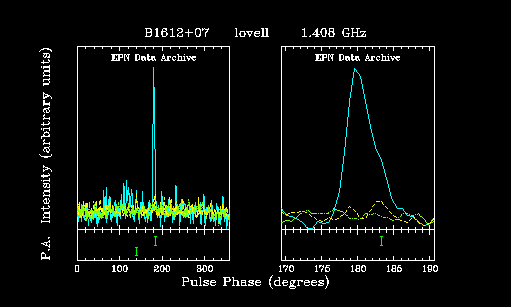 B1612+07 lovell 1.408 GHz
EPN Data Archive EPN Data Archive
P.A. Intensity (arbitrary units)
0 100 200 300 170 175 180 185 190
Pulse Phase (degrees)